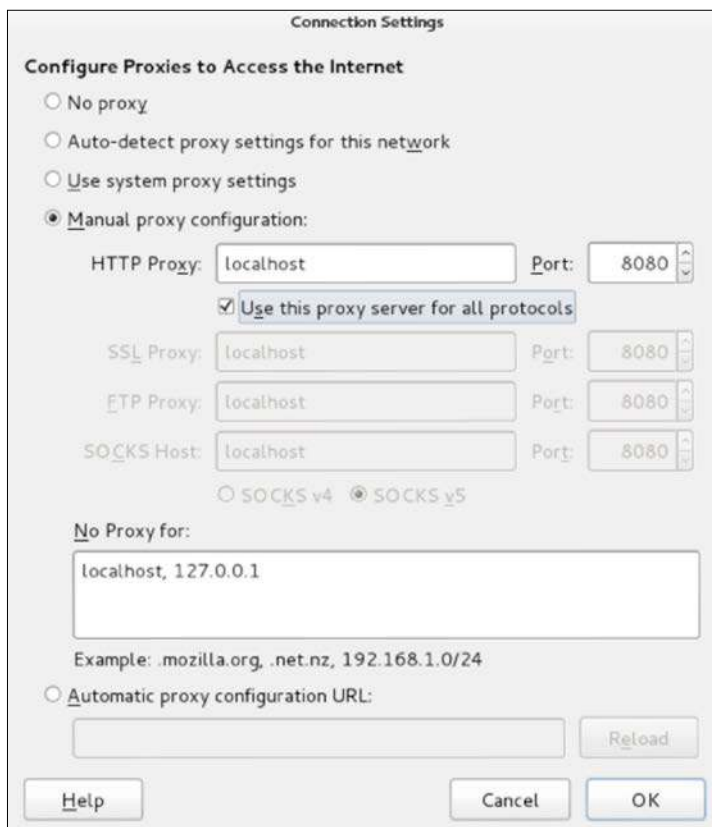 Connection Settings
Configure Proxies to Access the Internet
No proxy
Auto-detect proxy settings for this network
Use system proxy settings
Manual proxy configuration:
HTTP Proxy: localhost Port: 8080
Use this proxy server for all protocols
SSL Proxy: localhost Port: 8080
FTP Proxy: localhost Port: 8080
SOCKS Host: localhost Port: 8080
SOCKS v4 SOCKS v5
No Proxy for:
localhost, 127.0.0.1
Example: .mozilla.org, .net.nz, 192.168.1.0/24
Automatic proxy configuration URL:
Reload
Help Cancel OK